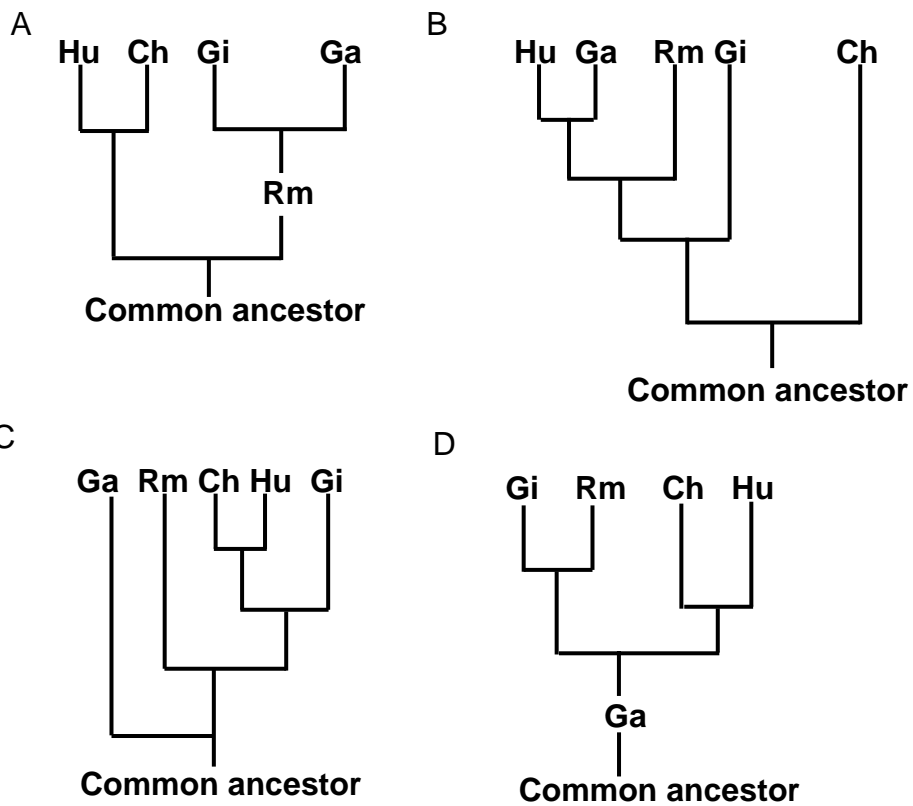 A
Hu Ch Gi Ga
Rm
Common ancestor
B
Hu Ga Rm Gi Ch
Common ancestor
C
Ga Rm Ch Hu Gi
Common ancestor
D
Gi Rm Ch Hu
Ga
Common ancestor